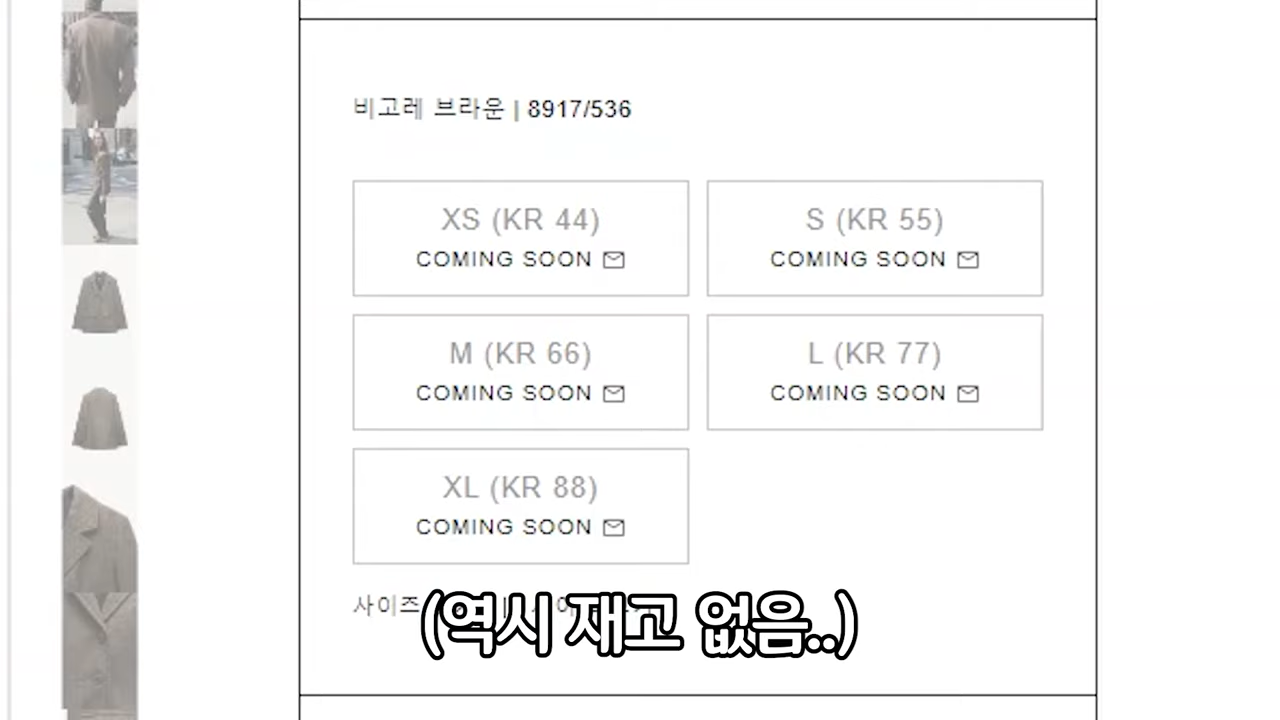 비고레 브라운 | 8917/536
XS (KR 44)
COMING SOON
S (KR 55)
COMING SOON
M (KR 66)
COMING SOON
L (KR 77)
COMING SOON
XL (KR 88)
COMING SOON
사이즈
(역시 재고 없음..)